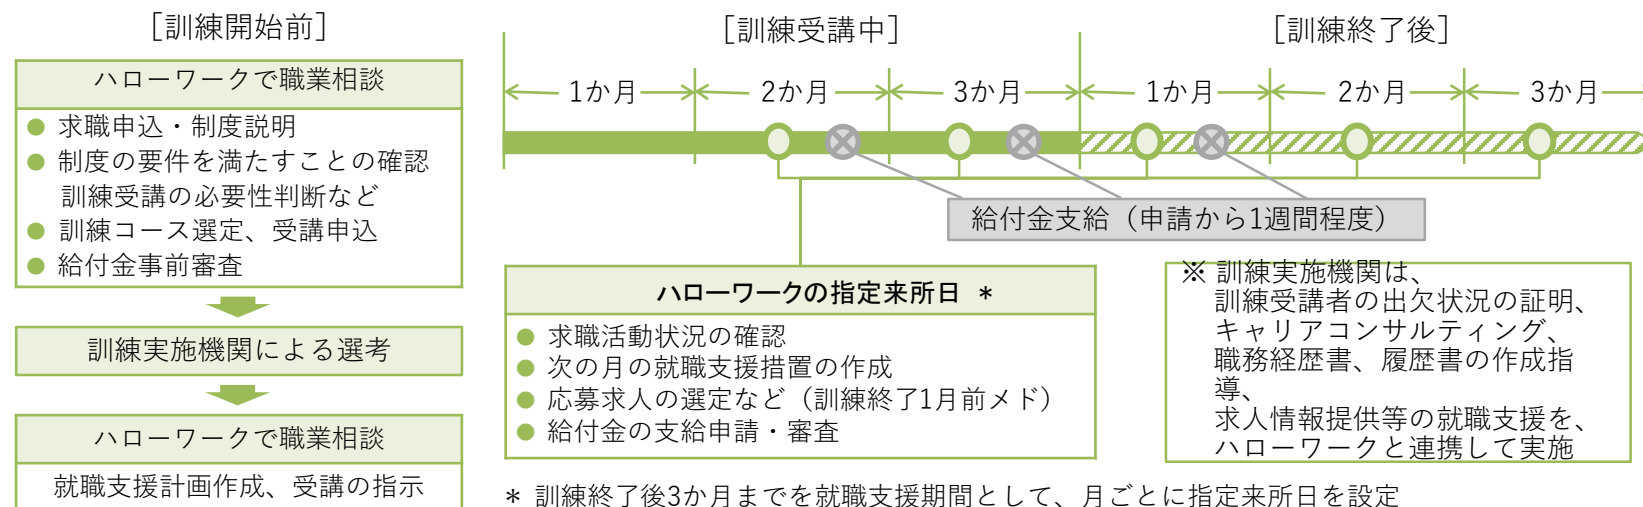 ［訓練開始前］
ハローワークで職業相談
● 求職申込・制度説明
● 制度の要件を満たすことの確認
訓練受講の必要性判断など
● 訓練コース選定、受講申込
● 給付金事前審査
訓練実施機関による選考
ハローワークで職業相談
就職支援計画作成、受講の指示
［訓練受講中］
［訓練終了後］
1か月
2か月
3か月
1か月
2か月
3か月
給付金支給（申請から1週間程度）
ハローワークの指定来所日 ＊
● 求職活動状況の確認
● 次の月の就職支援措置の作成
● 応募求人の選定など（訓練終了1月前メド）
● 給付金の支給申請・審査
※ 訓練実施機関は、
訓練受講者の出欠状況の証明、
キャリアコンサルティング、
職務経歴書、履歴書の作成指
導、
求人情報提供等の就職支援を、
ハローワークと連携して実施
＊ 訓練終了後3か月までを就職支援期間として、月ごとに指定来所日を設定